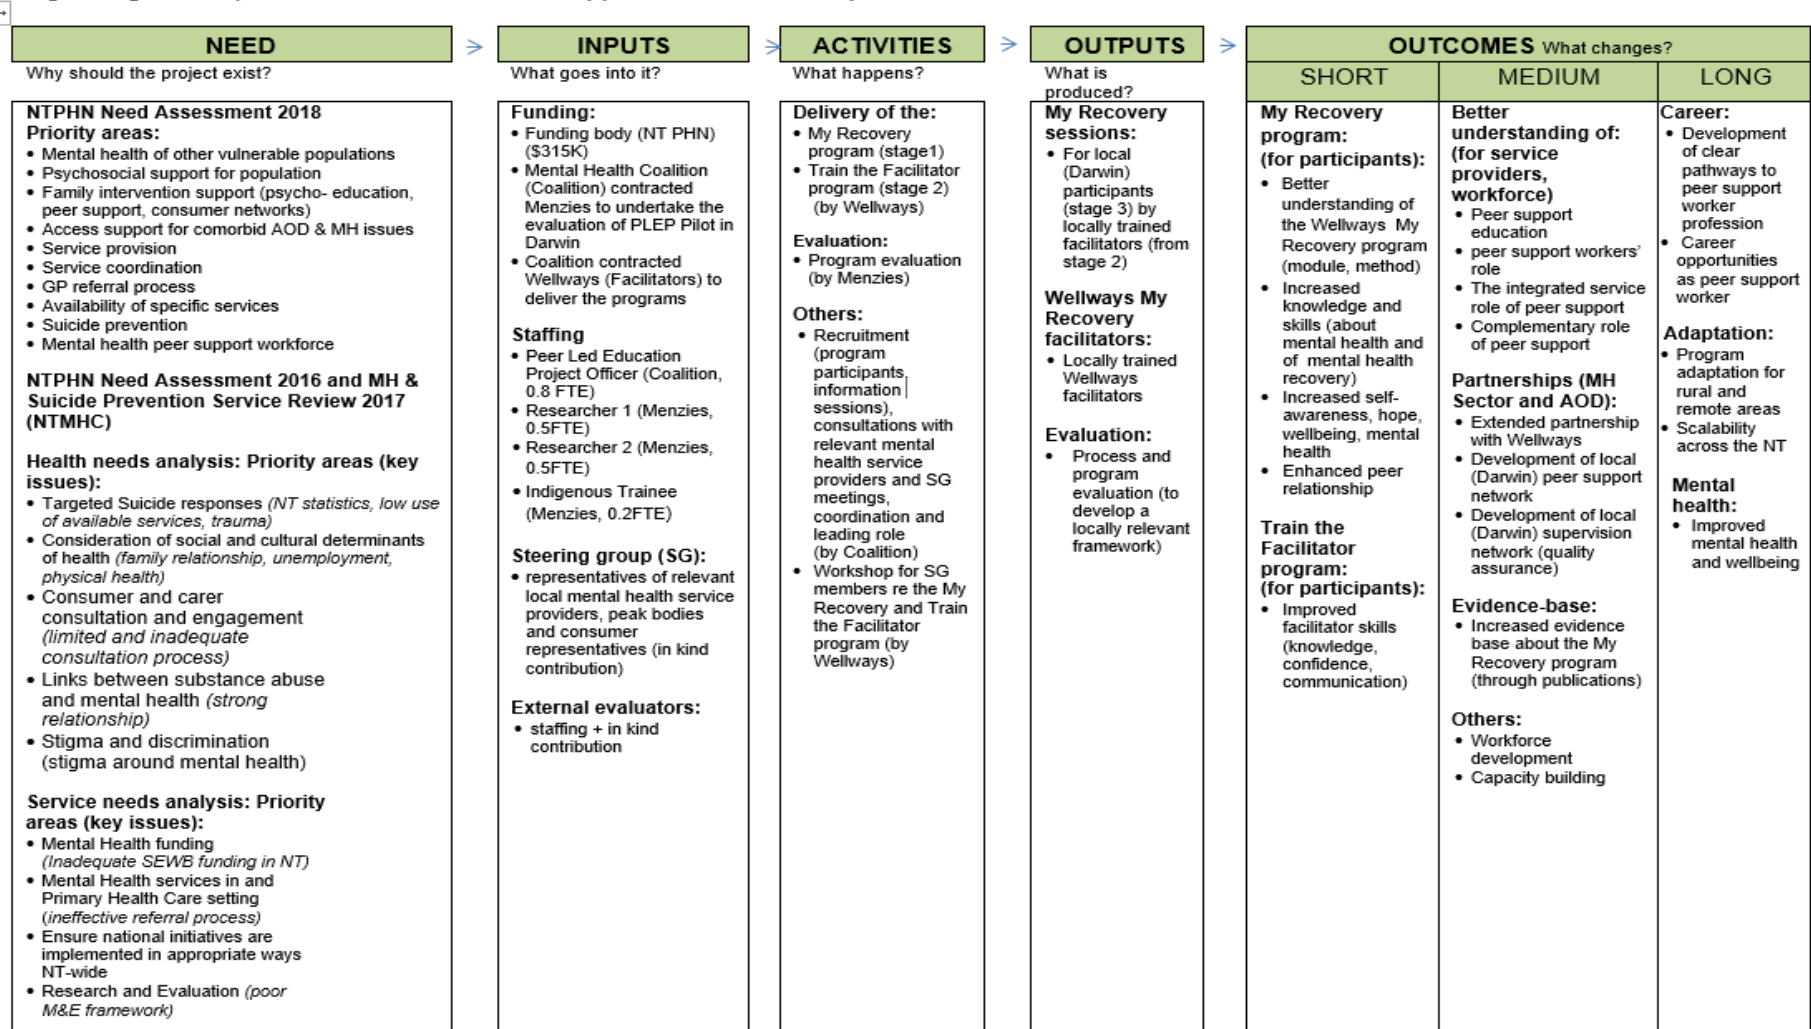 NEED
Why should the project exist?
NTPHN Need Assessment 2018
Priority areas:
• Mental health of other vulnerable populations
• Psychosocial support for population
• Family intervention support (psycho- education,
peer support, consumer networks)
• Access support for comorbid AOD & MH issues
• Service provision
• Service coordination
• GP referral process
• Availability of specific services
• Suicide prevention
• Mental health peer support workforce
NTPHN Need Assessment 2016 and MH &
Suicide Prevention Service Review 2017
(NTMHC)
Health needs analysis: Priority areas (key
issues):
• Targeted Suicide responses (NT statistics, low use
of available services, trauma)
• Consideration of social and cultural determinants
of health (family relationship, unemployment,
physical health)
• Consumer and carer
consultation and engagement
(limited and inadequate
consultation process)
• Links between substance abuse
and mental health (strong
relationship)
• Stigma and discrimination
(stigma around mental health)
Service needs analysis: Priority
areas (key issues):
• Mental Health funding
(Inadequate SEWB funding in NT)
• Mental Health services in and
Primary Health Care setting
(ineffective referral process)
• Ensure national initiatives are
implemented in appropriate ways
NT-wide
• Research and Evaluation (poor
M&E framework)
INPUTS
What goes into it?
Funding:
• Funding body (NT PHN)
($315K)
• Mental Health Coalition
(Coalition) contracted
Menzies to undertake the
evaluation of PLEP Pilot in
Darwin
• Coalition contracted
Wellways (Facilitators) to
deliver the programs
Staffing
• Peer Led Education
Project Officer (Coalition,
0.8 FTE)
• Researcher 1 (Menzies,
0.5FTE)
• Researcher 2 (Menzies,
0.5FTE)
• Indigenous Trainee
(Menzies, 0.2FTE)
Steering group (SG):
• representatives of relevant
local mental health service
providers, peak bodies
and consumer
representatives (in kind
contribution)
External evaluators:
• staffing + in kind
contribution
ACTIVITIES
What happens?
Delivery of the:
• My Recovery
program (stage1)
• Train the Facilitator
program (stage 2)
(by Wellways)
Evaluation:
• Program evaluation
(by Menzies)
Others:
• Recruitment
(program
participants,
information
sessions),
consultations with
relevant mental
health service
providers and SG
meetings,
coordination and
leading role
(by Coalition)
• Workshop for SG
members re the My
Recovery and Train
the Facilitator
program (by
Wellways)
OUTPUTS
What is
produced?
My Recovery
sessions:
• For local
(Darwin)
participants
(stage 3) by
locally trained
facilitators (from
stage 2)
Wellways My
Recovery
facilitators:
• Locally trained
Wellways
facilitators
Evaluation:
• Process and
program
evaluation (to
develop a
locally relevant
framework)
OUTCOMES What changes?
SHORT
My Recovery
program:
(for participants):
• Better
understanding of
the Wellways My
Recovery program
(module, method)
• Increased
knowledge and
skills (about
mental health and
of mental health
recovery)
• Increased self-
awareness, hope,
wellbeing, mental
health
• Enhanced peer
relationship
Train the
Facilitator
program:
(for participants):
• Improved
facilitator skills
(knowledge,
confidence,
communication)
MEDIUM
Better
understanding of:
(for service
providers,
workforce)
• Peer support
education
• peer support workers'
role
• The integrated service
role of peer support
• Complementary role
of peer support
Partnerships (MH
Sector and AOD):
• Extended partnership
with Wellways
• Development of local
(Darwin) peer support
network
• Development of local
(Darwin) supervision
network (quality
assurance)
Evidence-base:
• Increased evidence
base about the My
Recovery program
(through publications)
Others:
• Workforce
development
• Capacity building
LONG
Career:
• Development
of clear
pathways to
peer support
worker
profession
• Career
opportunities
as peer support
worker
Adaptation:
• Program
adaptation for
rural and
remote areas
• Scalability
across the NT
Mental
health:
• Improved
mental health
and wellbeing